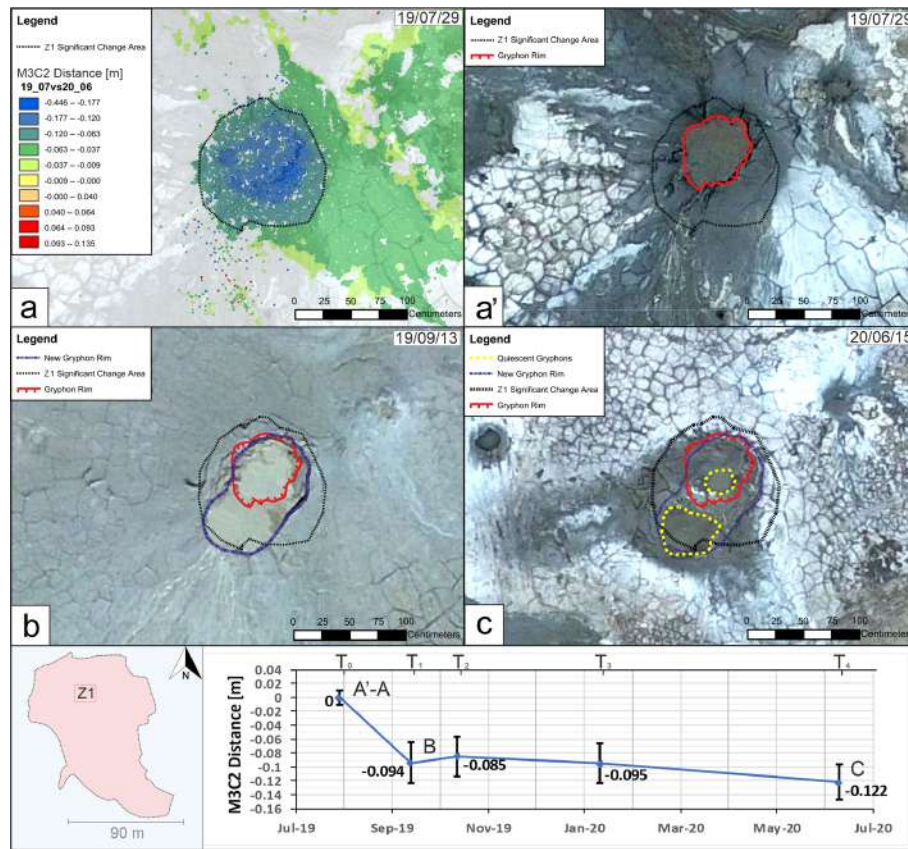 Legend
Z1 Significant Change Area
M3C2 Distance [m]
19_07vs20_06
-0.446 – -0.177
-0.177 – -0.120
-0.120 – -0.063
-0.063 – -0.037
-0.037 – -0.009
-0.009 – -0.000
-0.000 – 0.040
0.040 – 0.064
0.064 – 0.093
0.093 – 0.135
19/07/29
a
0 25 50 75 100
Centimeters
Legend
Z1 Significant Change Area
Gryphon Rim
19/07/29
a'
0 25 50 75 100
Centimeters
Legend
New Gryphon Rim
Z1 Significant Change Area
Gryphon Rim
19/09/13
b
0 25 50 75 100
Centimeters
Legend
Quiescent Gryphons
New Gryphon Rim
Z1 Significant Change Area
Gryphon Rim
20/06/15
c
0 25 50 75 100
Centimeters
Z1
N
90 m
T0 T1 T2 T3 T4
M3C2 Distance [m]
0.04
0.02
0
-0.02
-0.04
-0.06
-0.08
-0.1
-0.12
-0.14
-0.16
0
A'-A
-0.094
B
-0.085
-0.095
C
-0.122
Jul-19 Sep-19 Nov-19 Jan-20 Mar-20 May-20 Jul-20